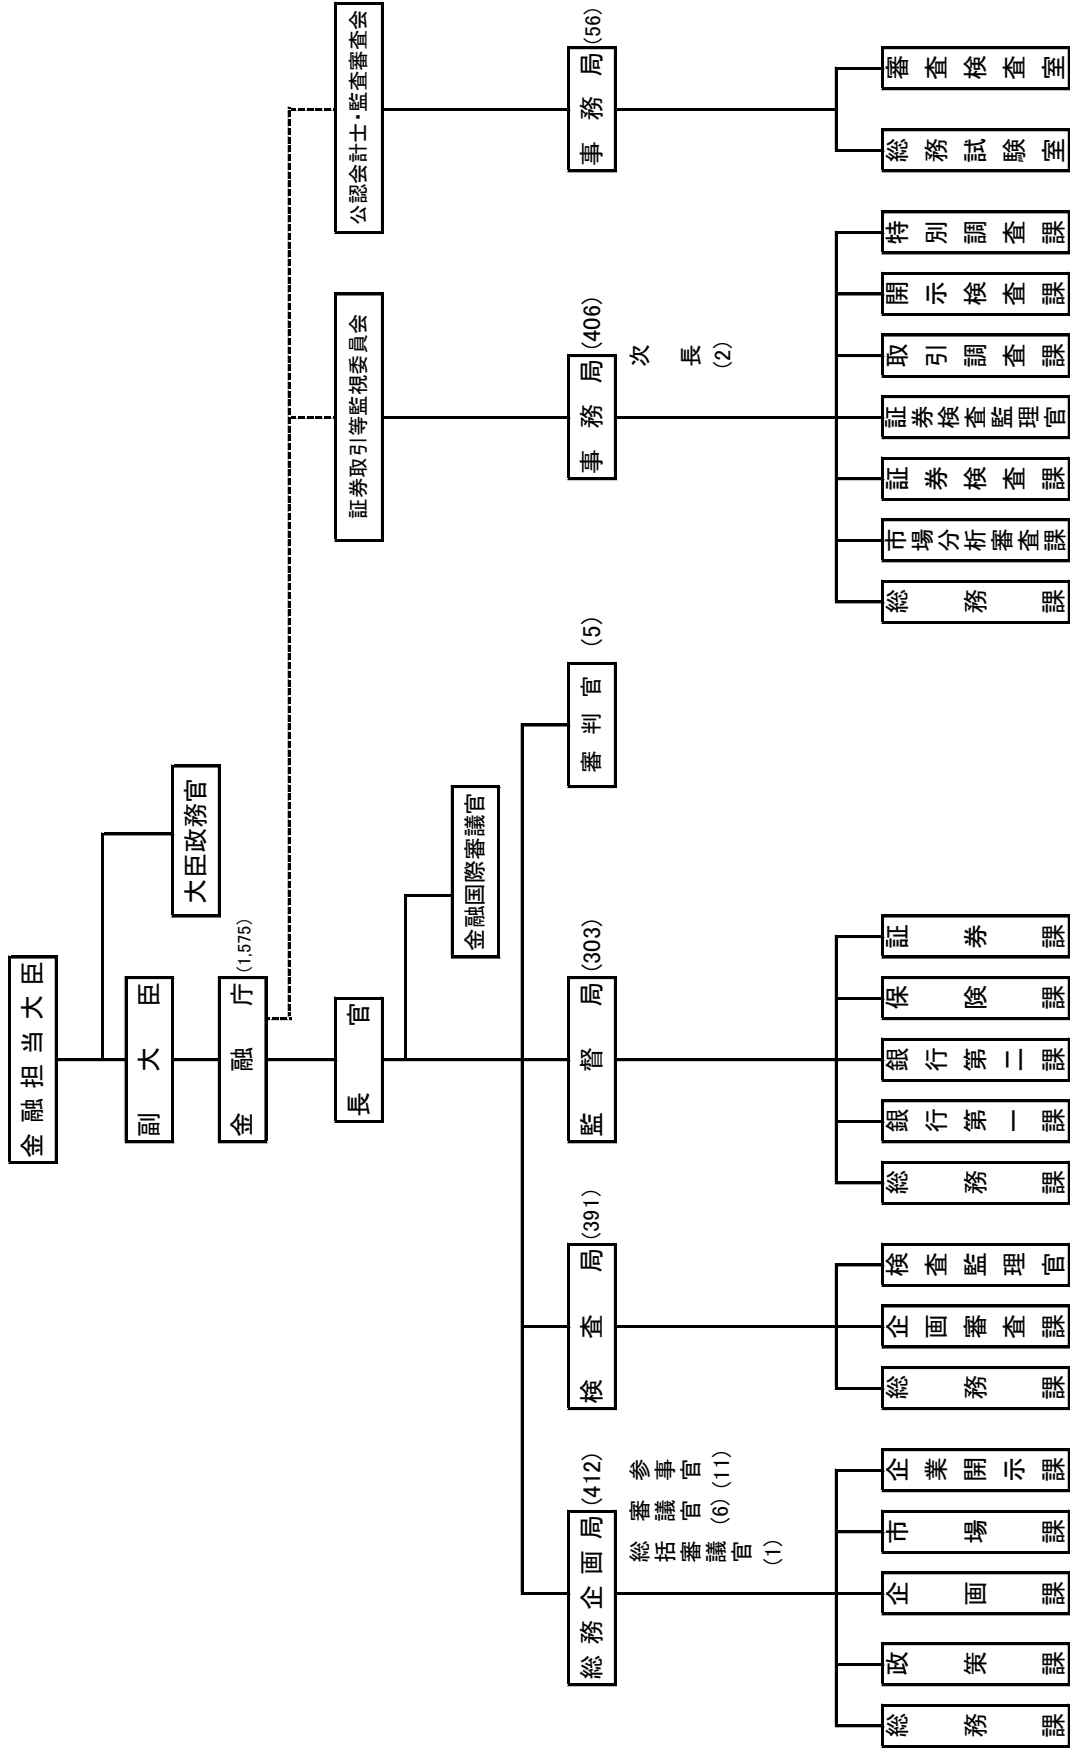 金融担当大臣
大臣政務官
副大臣
金融庁 (1,575)
長官
金融国際審議官
公認会計士・監査審査会
証券取引等監視委員会
総務企画局 (412)
総括審議官 (1)
審議官 (6)
参事官 (11)
検査局 (391)
監督局 (303)
審判官 (5)
事務局 (406)
次長 (2)
事務局 (56)
総務課
政策課
企画課
市場課
企業開示課
総務課
企画審査課
検査監理官
総務課
銀行第一課
銀行第二課
保険課
証券課
総務課
市場分析審査課
証券検査課
証券検査監理官
取引調査課
開示検査課
特別調査課
総務試験室
審査検査室